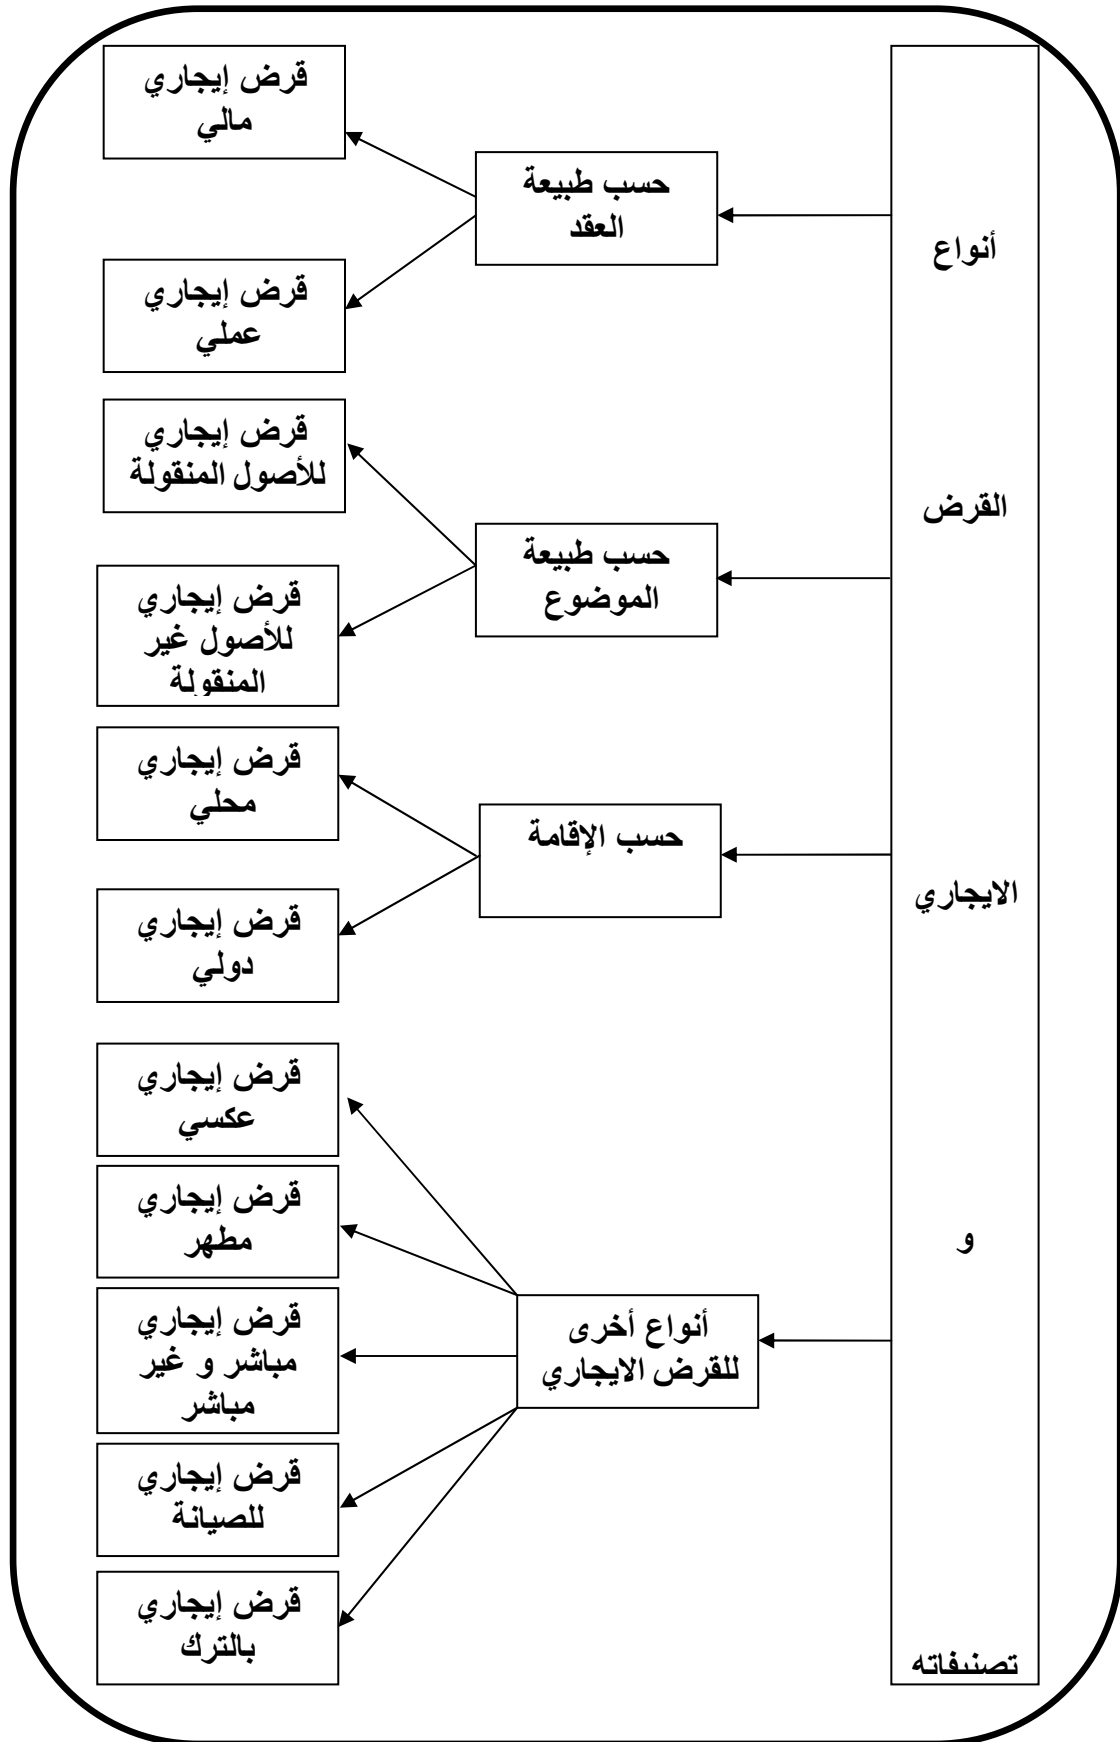 أنواع
القرض
الايجاري
و
تصنيفاته
حسب طبيعة
العقد
قرض إيجاري
مالي
قرض إيجاري
عملي
حسب طبيعة
الموضوع
قرض إيجاري
للأصول المنقولة
قرض إيجاري
للأصول غير
المنقولة
حسب الإقامة
قرض إيجاري
محلي
قرض إيجاري
دولي
أنواع أخرى
للقرض الايجاري
قرض إيجاري
عكسي
قرض إيجاري
مطهر
قرض إيجاري
مباشر و غير
مباشر
قرض إيجاري
للصيانة
قرض إيجاري
بالترك